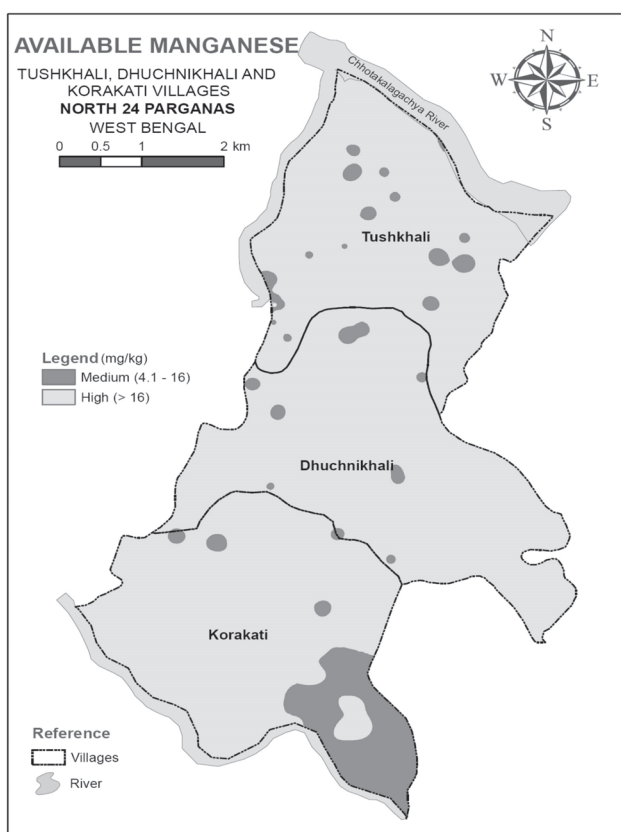 AVAILABLE MANGANESE
TUSHKHALI, DHUCHNIKHALI AND
KORAKATI VILLAGES
NORTH 24 PARGANAS
WEST BENGAL
0 0.5 1 2 km
N
W E
S
Chhotakalagachya River
Tushkhali
Legend (mg/kg)
Medium (4.1 - 16)
High (> 16)
Dhuchnikhali
Korakati
Reference
Villages
River